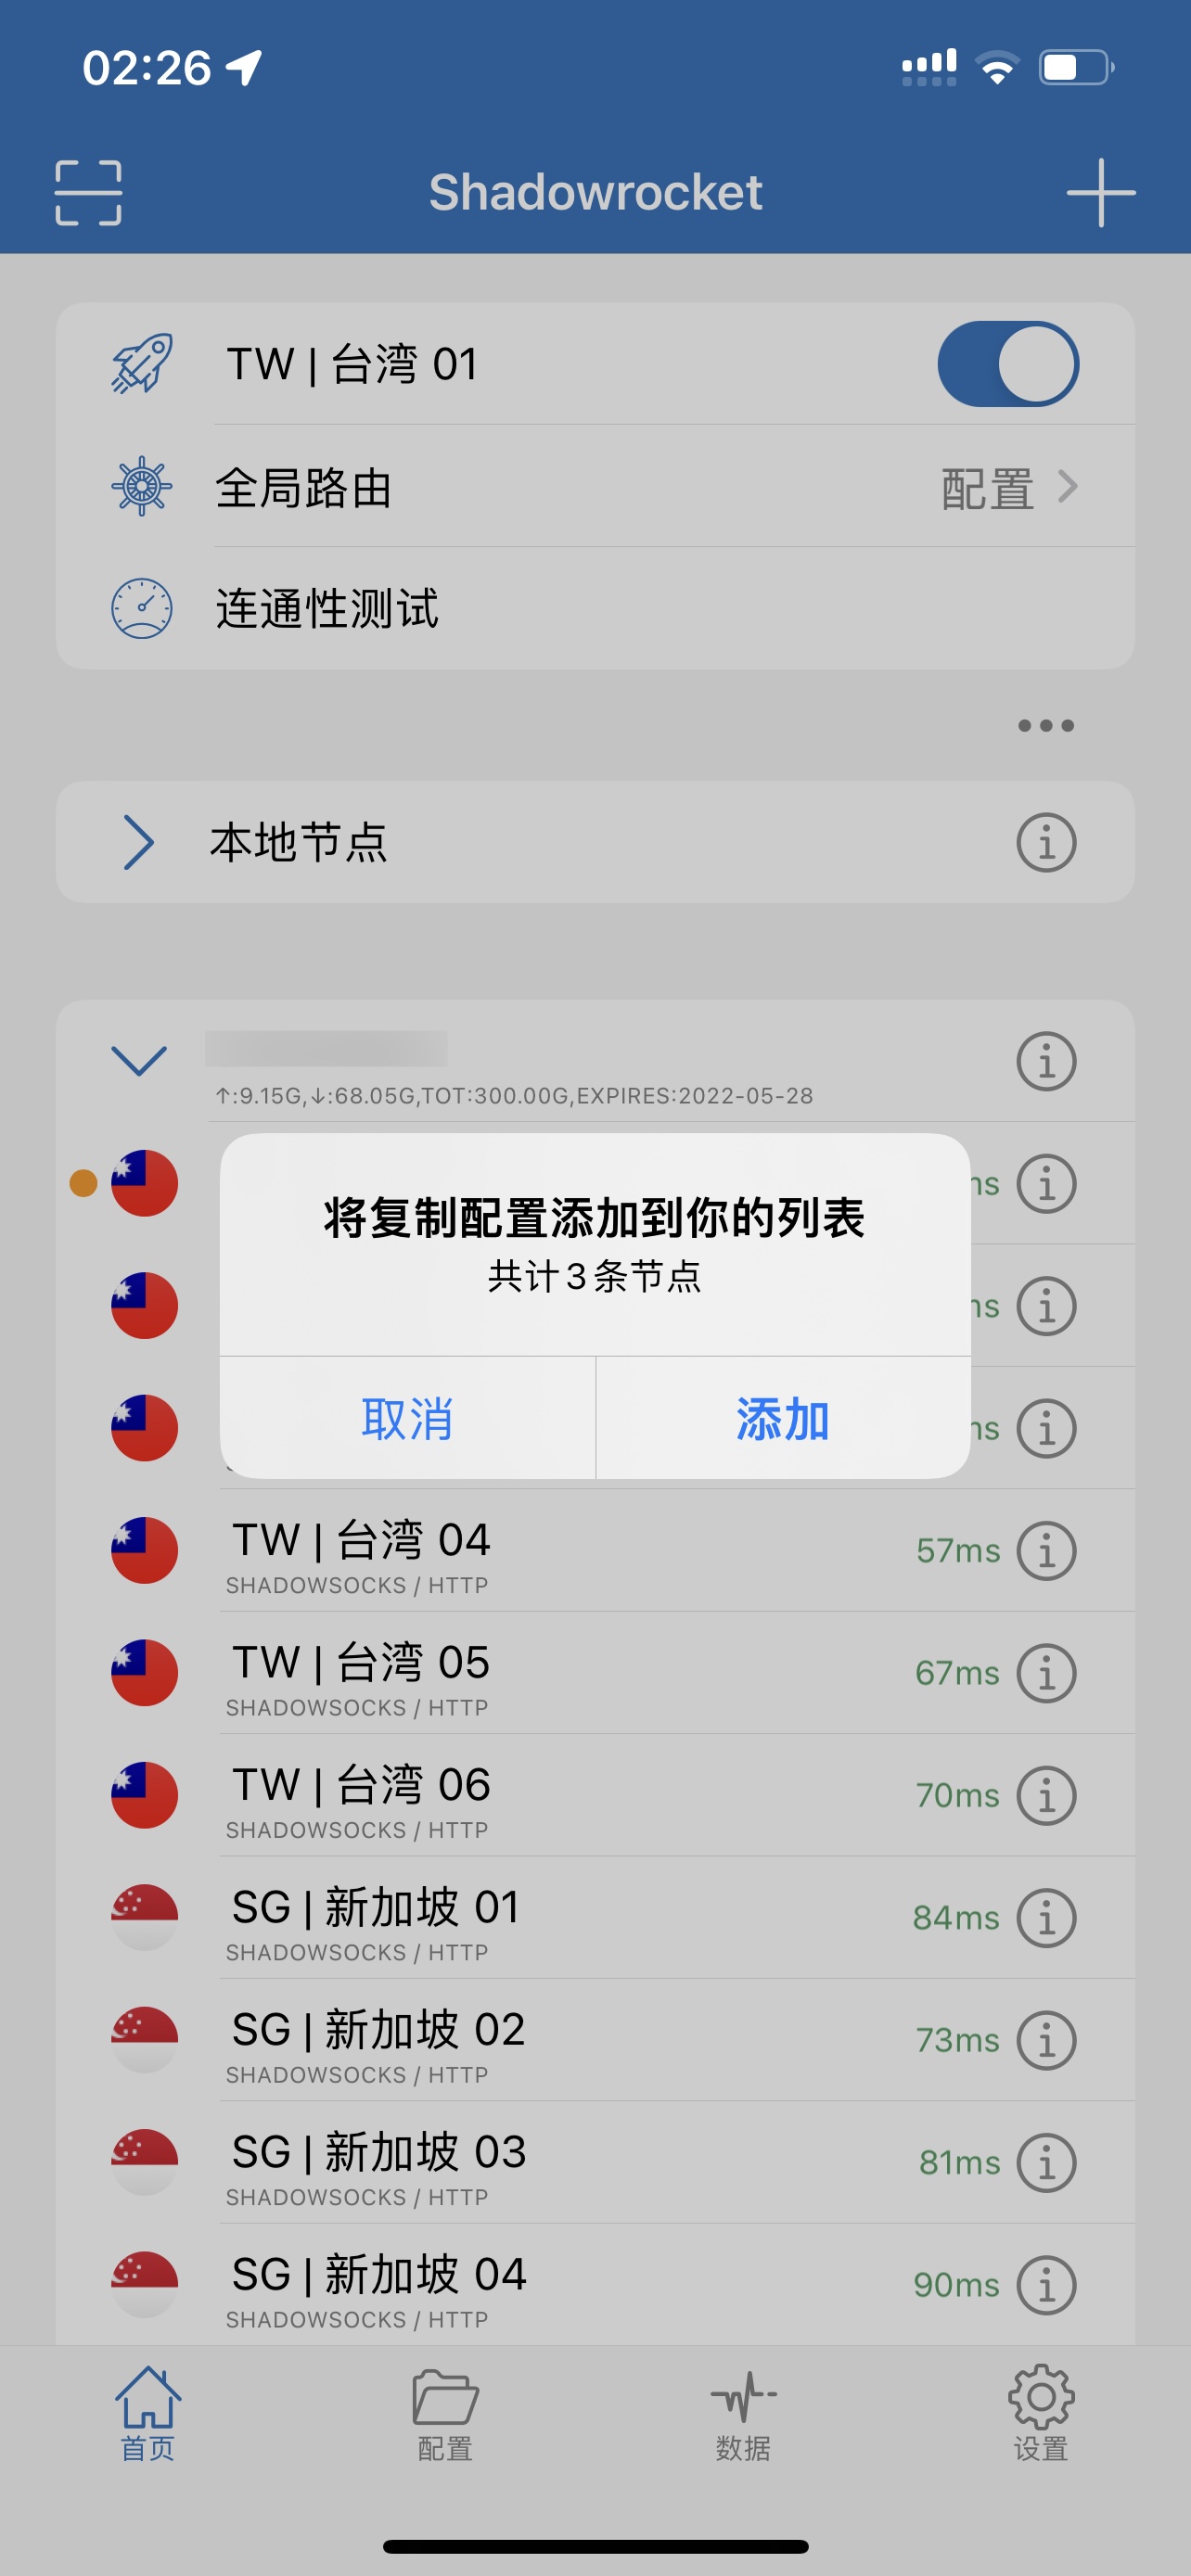 02:26
Shadowrocket
TW | 台湾 01
全局路由
配置
连通性测试
本地节点
↑:9.15G,↓:68.05G,TOT:300.00G,EXPIRES:2022-05-28
将复制配置添加到你的列表
共计3条节点
取消
添加
TW | 台湾 04
57ms
SHADOWSOCKS / HTTP
TW | 台湾 05
67ms
SHADOWSOCKS / HTTP
TW | 台湾 06
70ms
SHADOWSOCKS / HTTP
SG | 新加坡 01
84ms
SHADOWSOCKS / HTTP
SG | 新加坡 02
73ms
SHADOWSOCKS / HTTP
SG | 新加坡 03
81ms
SHADOWSOCKS / HTTP
SG | 新加坡 04
90ms
SHADOWSOCKS / HTTP
首页
配置
数据
设置